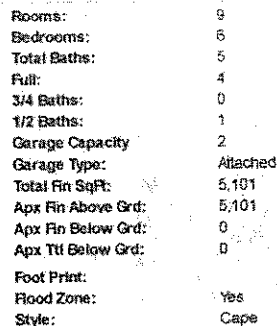 Rooms: 9
Bedrooms: 6
Total Baths: 5
Full: 4
3/4 Baths: 0
1/2 Baths: 1
Garage Capacity 2
Garage Type: Attached
Total Fin SqFt: 5,101
Apx Fin Above Grd: 5,101
Apx Fin Below Grd: 0
Apx Ttl Below Grd: 0
Foot Print:
Flood Zone: Yes
Style: Cape